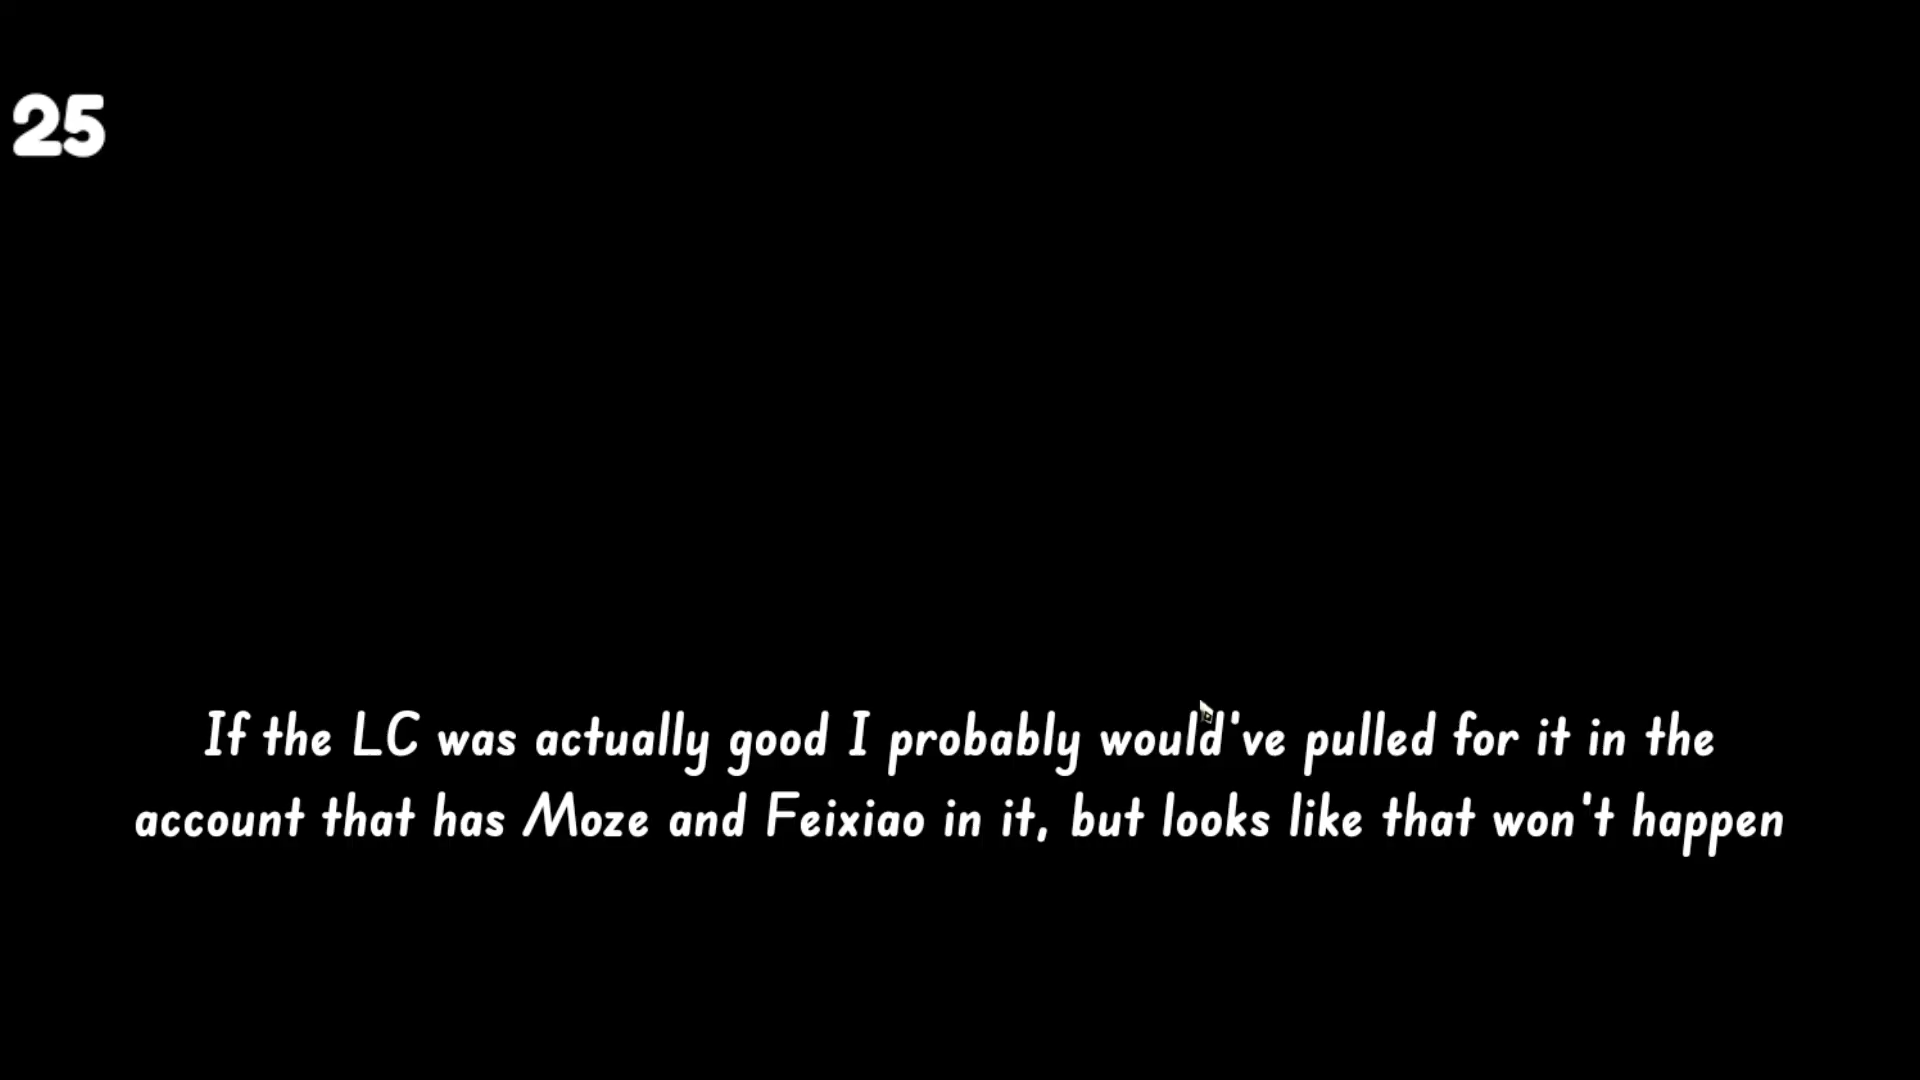 25
If the LC was actually good I probably would've pulled for it in the
account that has Moze and Feixiao in it, but looks like that won't happen